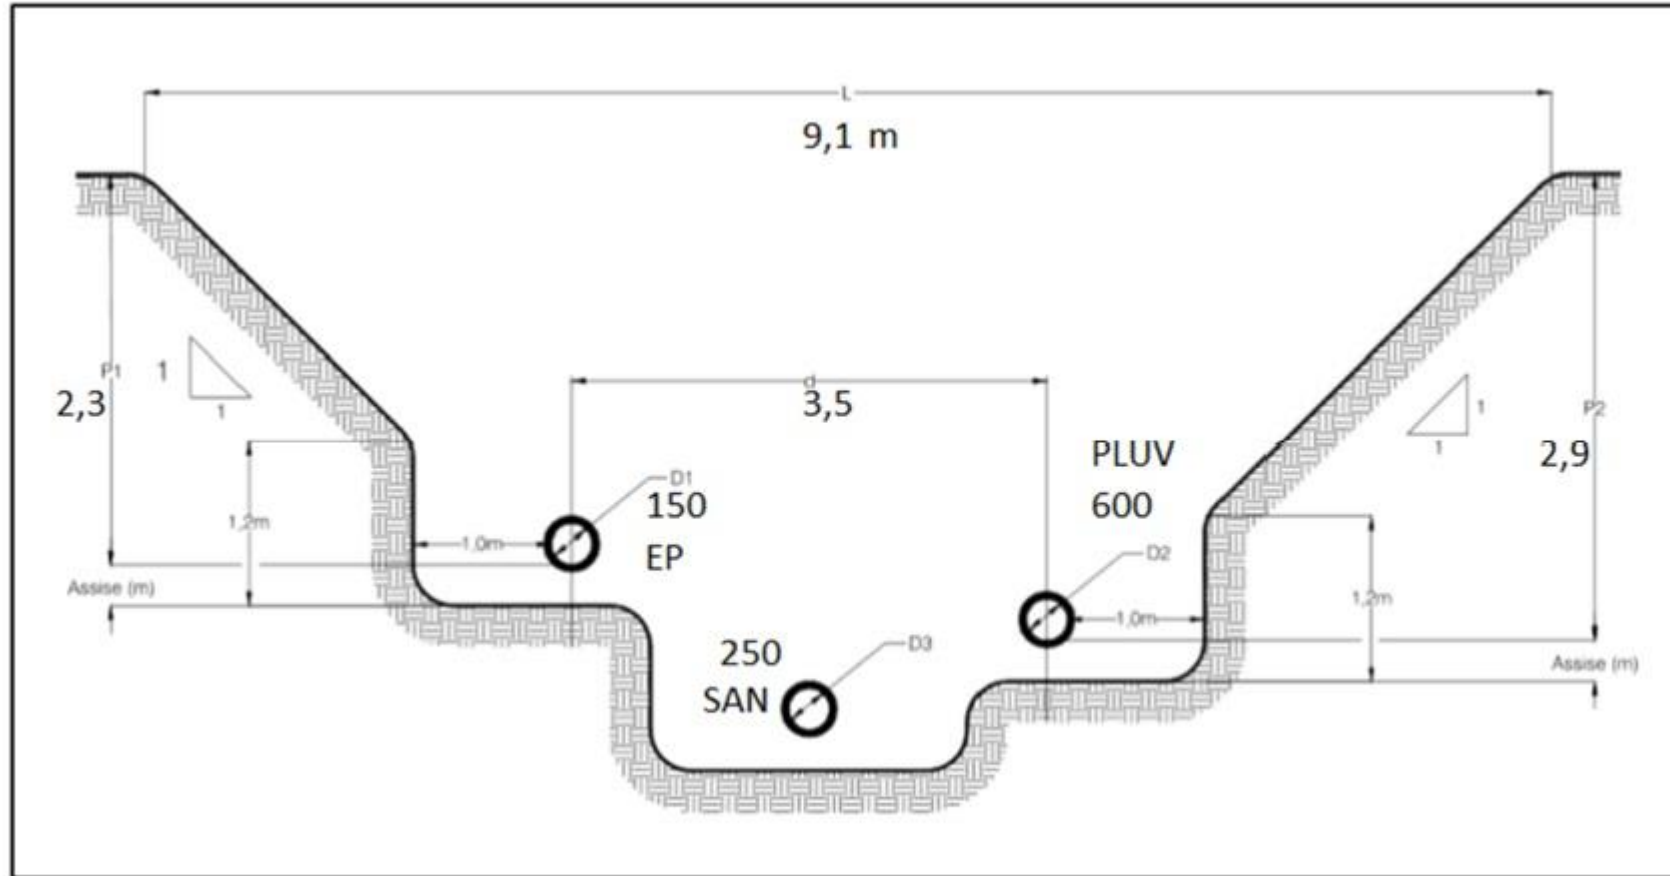 L
9,1 m
P1
1
1
2,3
d
3,5
1
1
P2
2,9
PLUV
600
D1
150
EP
1,2m
1,0m
D2
1,0m
1,2m
Assise (m)
250
SAN
D3
Assise (m)